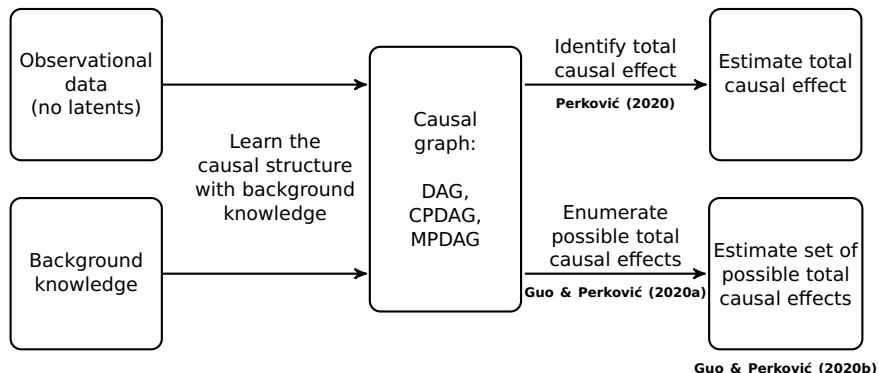 Observational
data
(no latents)
Background
knowledge
Learn the
causal structure
with background
knowledge
Causal
graph:
DAG,
CPDAG,
MPDAG
Identify total
causal effect
Perković (2020)
Estimate total
causal effect
Enumerate
possible total
causal effects
Guo & Perković (2020a)
Estimate set of
possible total
causal effects
Guo & Perković (2020b)